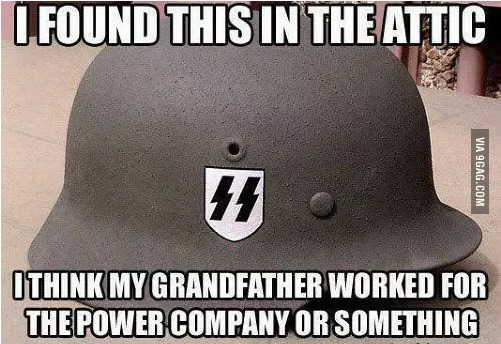 I FOUND THIS IN THE ATTIC
VIA 9GAG.COM
I THINK MY GRANDFATHER WORKED FOR
THE POWER COMPANY OR SOMETHING